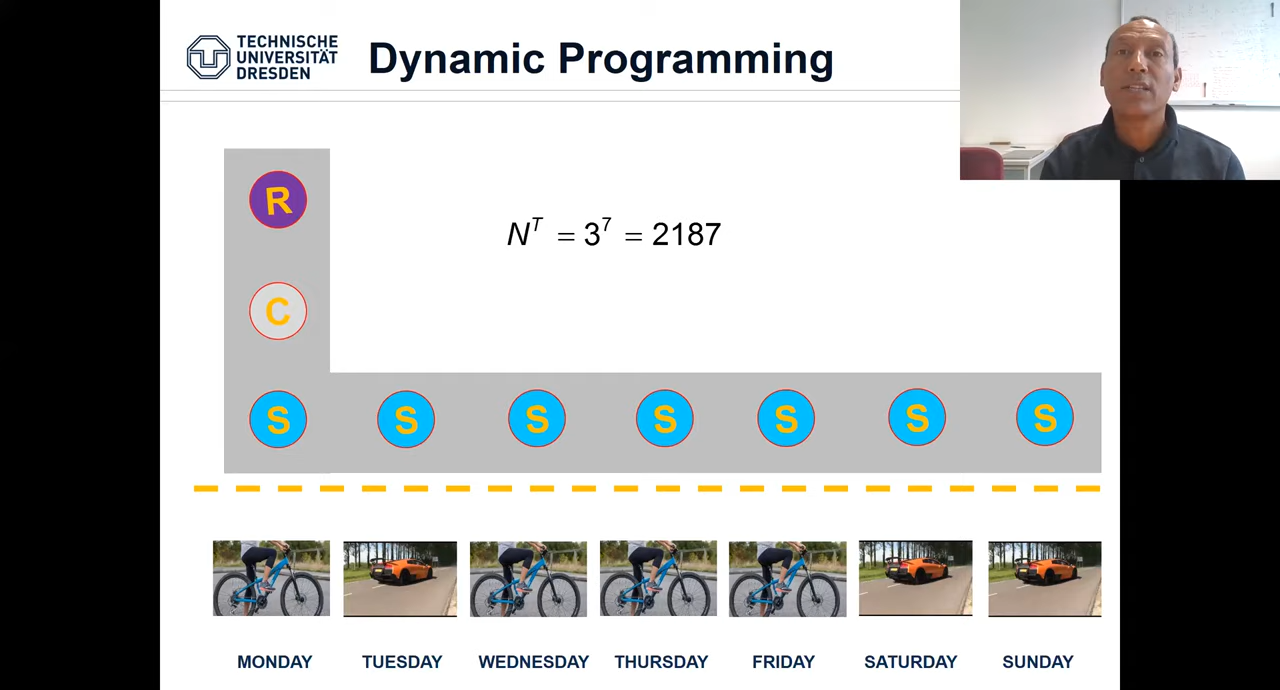 TECHNISCHE
UNIVERSITÄT
DRESDEN
Dynamic Programming
R
N^T = 3^7 = 2187
C
S S S S S S S
MONDAY TUESDAY WEDNESDAY THURSDAY FRIDAY SATURDAY SUNDAY